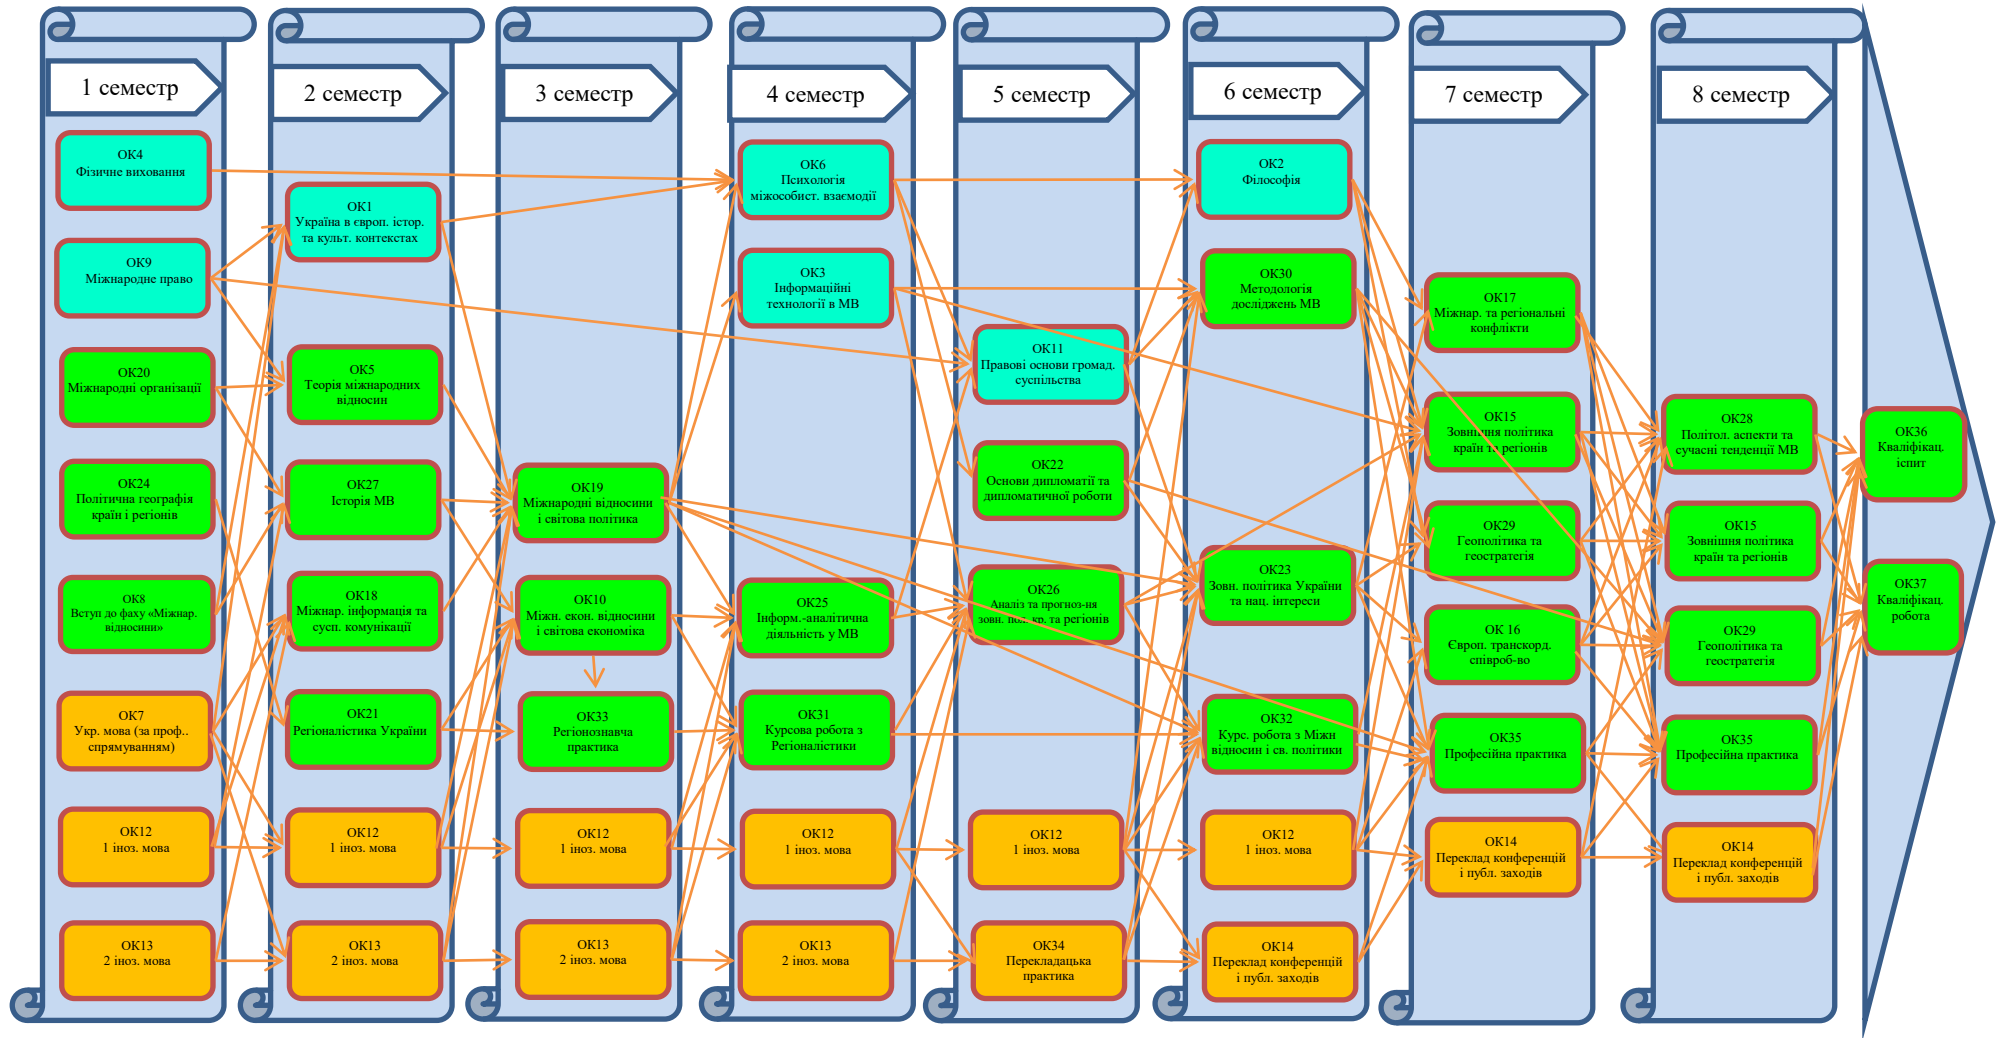 1 семестр
ОК4
Фізичне виховання
ОК9
Міжнародне право
ОК20
Міжнародні організації
ОК24
Політична географія
країн і регіонів
ОК8
Вступ до фаху «Міжнар.
відносини»
ОК7
Укр. мова (за проф..
спрямуванням)
ОК12
1 іноз. мова
ОК13
2 іноз. мова
2 семестр
ОК1
Україна в європ. істор.
та культ. контекстах
ОК5
Теорія міжнародних
відносин
ОК27
Історія МВ
ОК18
Міжнар. інформація та
сусп. комунікації
ОК21
Регіоналістика України
ОК12
1 іноз. мова
ОК13
2 іноз. мова
3 семестр
ОК19
Міжнародні відносини
і світова політика
ОК10
Міжн. екон. відносини
і світова економіка
ОК33
Регіонознавча
практика
ОК12
1 іноз. мова
ОК13
2 іноз. мова
4 семестр
ОК6
Психологія
міжособист. взаємодії
ОК3
Інформаційні
технології в МВ
ОК25
Інформ.-аналітична
діяльність у МВ
ОК31
Курсова робота з
Регіоналістики
ОК12
1 іноз. мова
ОК13
2 іноз. мова
5 семестр
ОК11
Правові основи громад.
суспільства
ОК22
Основи дипломатії та
дипломатичної роботи
ОК26
Аналіз та прогноз-ня
зовн. пол. кр. та регіонів
ОК12
1 іноз. мова
ОК34
Перекладацька
практика
6 семестр
ОК2
Філософія
ОК30
Методологія
досліджень МВ
ОК23
Зовн. політика України
та нац. інтереси
ОК32
Курс. робота з Міжн
відносин і св. політики
ОК12
1 іноз. мова
ОК14
Переклад конференцій
і публ. заходів
7 семестр
ОК17
Міжнар. та регіональні
конфлікти
ОК15
Зовнішня політика
країн та регіонів
ОК29
Геополітика та
геостратегія
ОК 16
Європ. транскорд.
співроб-во
ОК35
Професійна практика
ОК14
Переклад конференцій
і публ. заходів
8 семестр
ОК28
Політол. аспекти та
сучасні тенденції МВ
ОК15
Зовнішня політика
країн та регіонів
ОК29
Геополітика та
геостратегія
ОК35
Професійна практика
ОК14
Переклад конференцій
і публ. заходів
ОК36
Кваліфікац.
іспит
ОК37
Кваліфікац.
робота